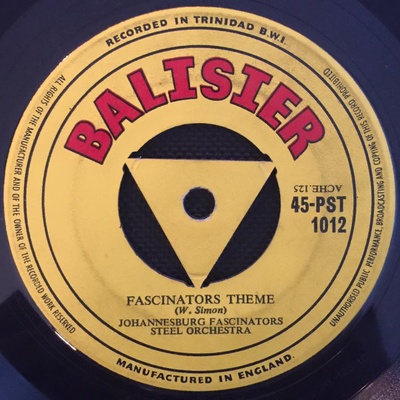 RECORDED IN TRINIDAD B.W.I.
BALISIER
ALL RIGHTS OF THE MANUFACTURER AND OF THE OWNER OF THE RECORDED WORK RESERVED
UNAUTHORISED PUBLIC PERFORMANCE, BROADCASTING AND COPYING OF THIS RECORD PROHIBITED
ACHE.125
45-PST
1012
FASCINATORS THEME
(W. Simon)
JOHANNESBURG FASCINATORS
STEEL ORCHESTRA
MANUFACTURED IN ENGLAND.